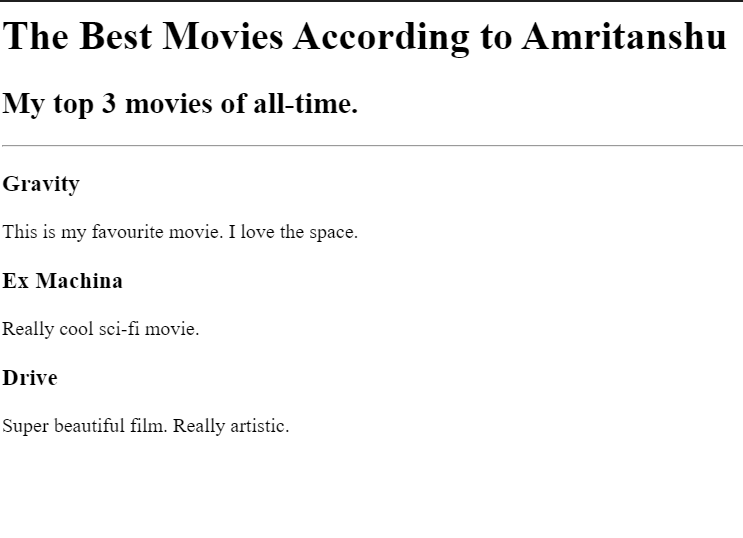 The Best Movies According to Amritanshu
My top 3 movies of all-time.
Gravity
This is my favourite movie. I love the space.
Ex Machina
Really cool sci-fi movie.
Drive
Super beautiful film. Really artistic.